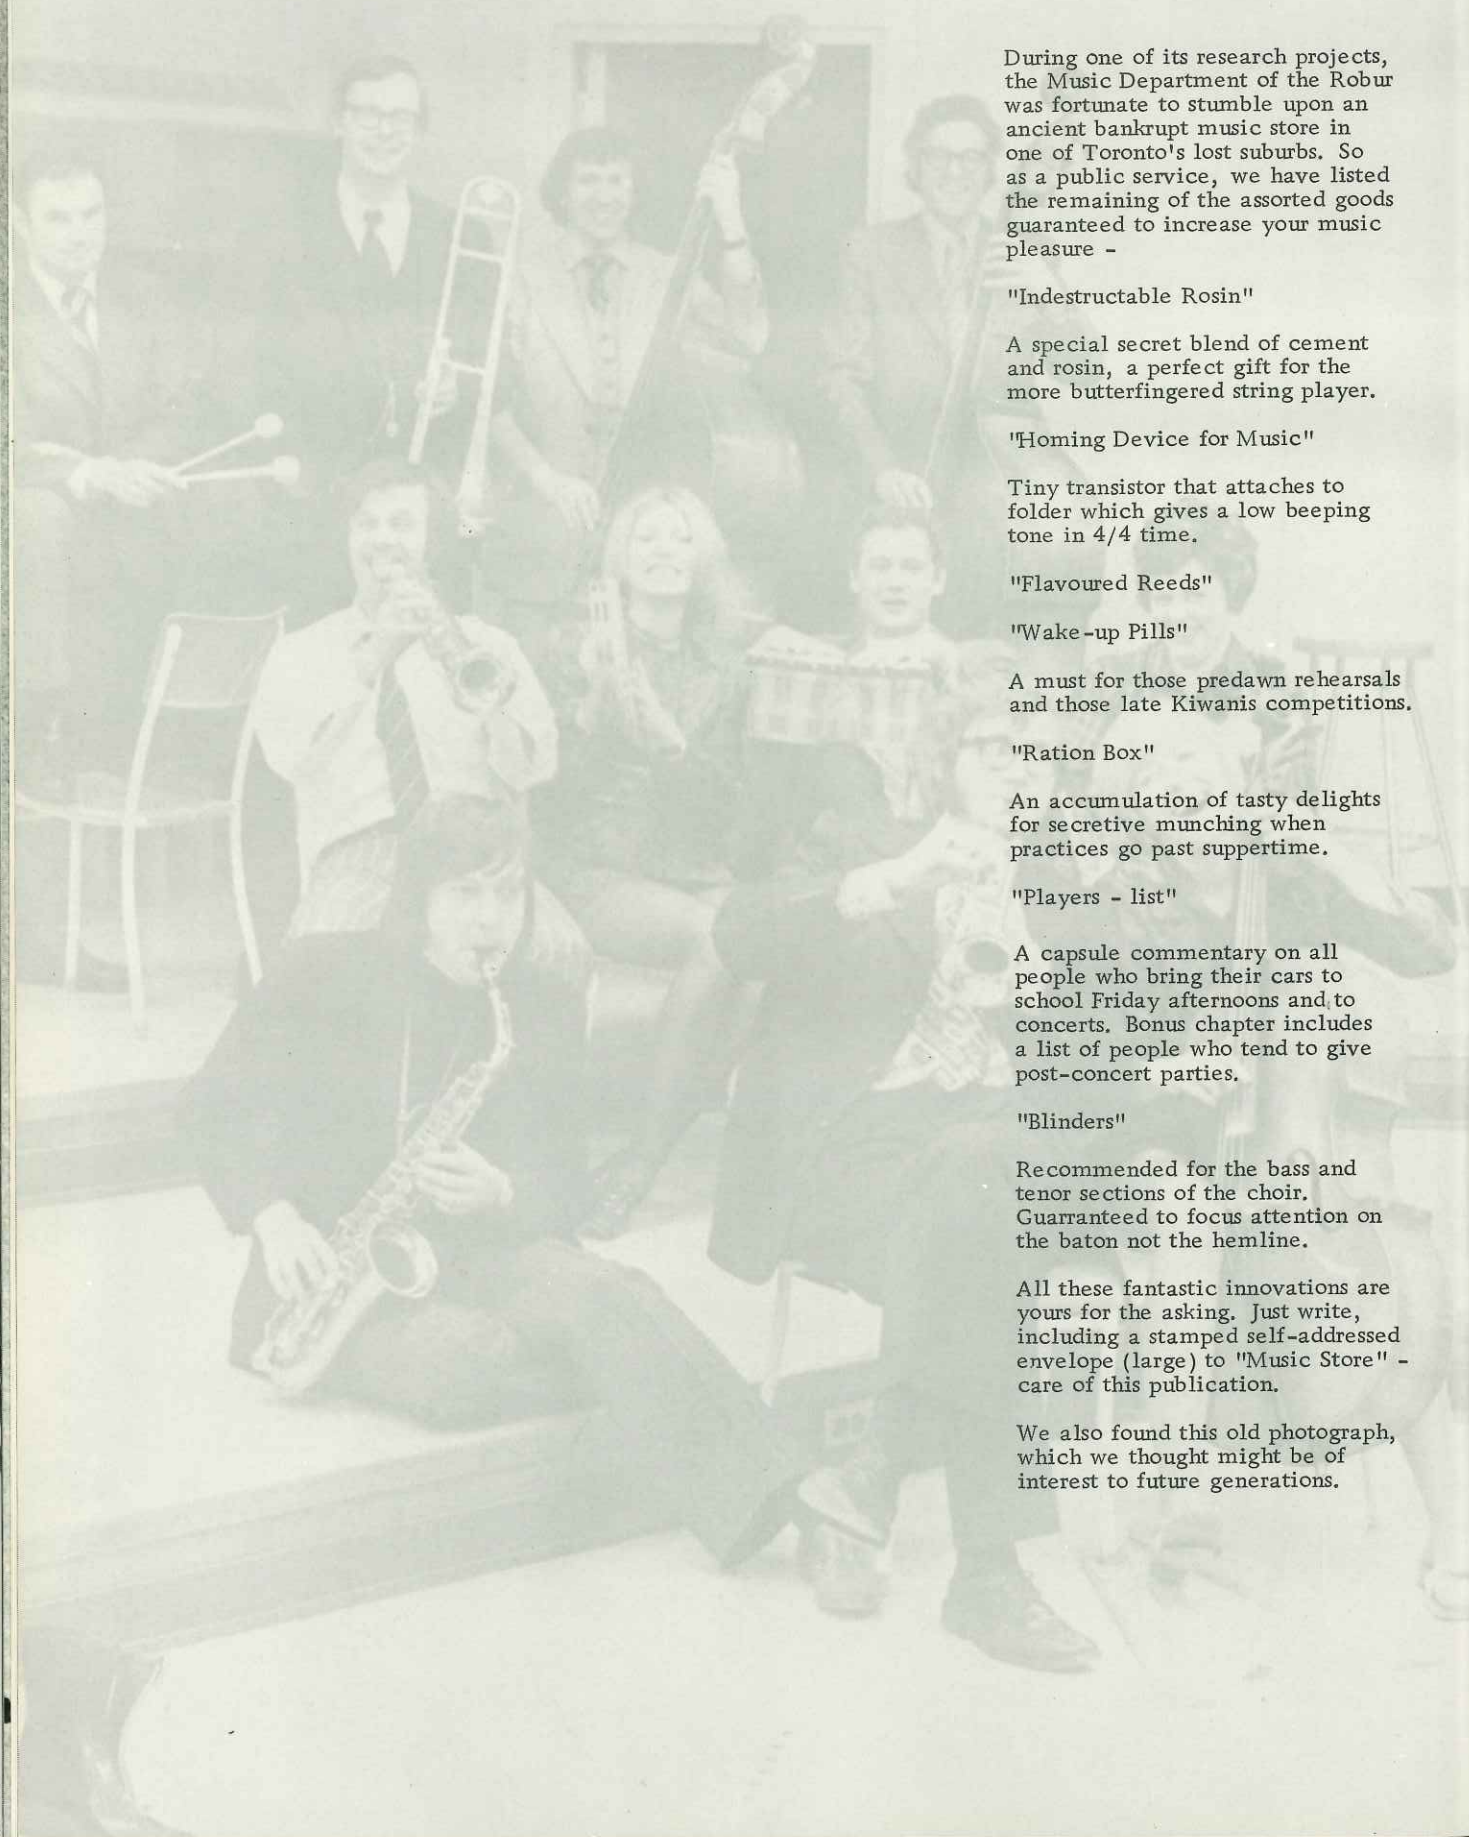 During one of its research projects,
the Music Department of the Robur
was fortunate to stumble upon an
ancient bankrupt music store in
one of Toronto's lost suburbs. So
as a public service, we have listed
the remaining of the assorted goods
guaranteed to increase your music
pleasure -
"Indestructable Rosin"
A special secret blend of cement
and rosin, a perfect gift for the
more butterfingered string player.
"Homing Device for Music"
Tiny transistor that attaches to
folder which gives a low beeping
tone in 4/4 time.
"Flavoured Reeds"
"Wake-up Pills"
A must for those predawn rehearsals
and those late Kiwanis competitions.
"Ration Box"
An accumulation of tasty delights
for secretive munching when
practices go past suppertime.
"Players - list"
A capsule commentary on all
people who bring their cars to
school Friday afternoons and to
concerts. Bonus chapter includes
a list of people who tend to give
post-concert parties.
"Blinders"
Recommended for the bass and
tenor sections of the choir.
Guarranteed to focus attention on
the baton not the hemline.
All these fantastic innovations are
yours for the asking. Just write,
including a stamped self-addressed
envelope (large) to "Music Store" -
care of this publication.
We also found this old photograph,
which we thought might be of
interest to future generations.